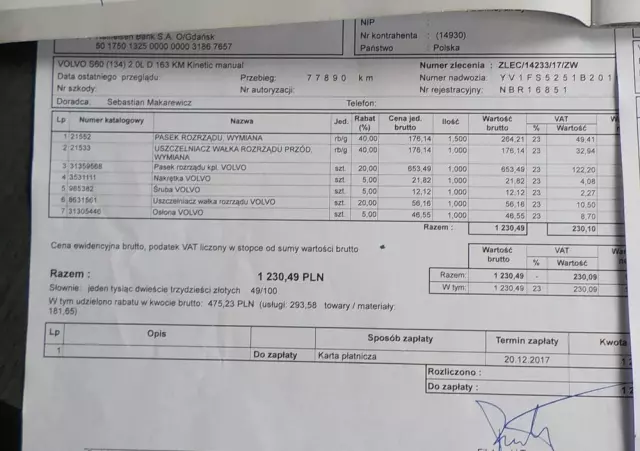 Bank S.A. O/Gdańsk
80 1750 1325 0000 0000 3186 7657
NIP
Nr kontrahenta : (14930)
Państwo : Polska
VOLVO S60 (134) 2.0L D 163 KM Kinetic manual Numer zlecenia : ZLEC/14233/17/ZW
Data ostatniego przeglądu: Przebieg: 77890 km Nr nadwozia: YV1FS5251B201
Nr szkody: Nr autoryzacji: Nr rejestracyjny: NBR16851
Doradca: Sebastian Makarewicz Telefon:
Lp Numer katalogowy Nazwa Jed. Rabat (%) Cena jed. brutto Ilość Wartość brutto VAT
% Wartość
1 21552 PASEK ROZRZĄDU, WYMIANA rb/g 40,00 176,14 1,500 264,21 23 49,41
2 21533 USZCZELNIACZ WAŁKA ROZRZĄDU PRZÓD, rb/g 40,00 176,14 1,000 176,14 23 32,94
WYMIANA
3 31359568 Pasek rozrządu kpl. VOLVO szt. 20,00 653,49 1,000 653,49 23 122,20
4 3531111 Nakrętka VOLVO szt. 5,00 21,82 1,000 21,82 23 4,08
5 985382 Śruba VOLVO szt. 5,00 12,12 1,000 12,12 23 2,27
6 8631561 Uszczelniacz wałka rozrządu VOLVO szt. 20,00 56,16 1,000 56,16 23 10,50
7 31305446 Osłona VOLVO szt. 5,00 46,55 1,000 46,55 23 8,70
Razem : 1 230,49 230,10
Cena ewidencyjna brutto, podatek VAT liczony w stopce od sumy wartości brutto
Wartość brutto VAT
% Wartość
Razem: 1 230,49 - 230,09
W tym: 1 230,49 23 230,09
Razem : 1 230,49 PLN
Słownie: jeden tysiąc dwieście trzydzieści złotych 49/100
W tym udzielono rabatu w kwocie brutto: 475,23 PLN (usługi: 293,58 towary / materiały:
181,65)
Lp Opis Sposób zapłaty Termin zapłaty Kwota
1 Do zapłaty Karta płatnicza 20.12.2017
Rozliczono :
Do zapłaty :